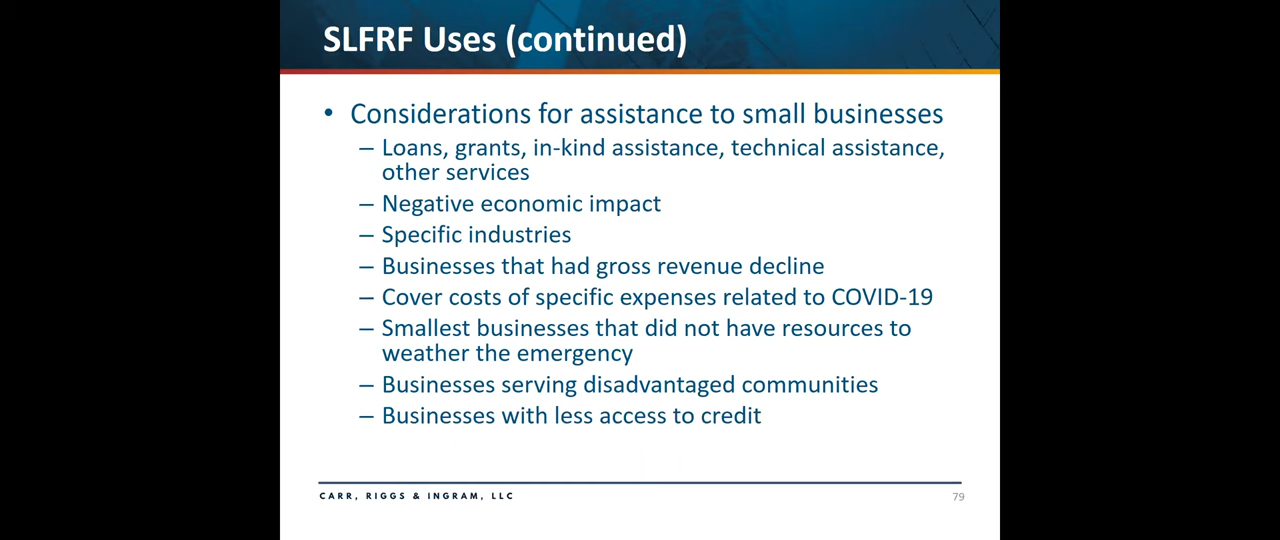 SLFRF Uses (continued)
• Considerations for assistance to small businesses
– Loans, grants, in-kind assistance, technical assistance,
other services
– Negative economic impact
– Specific industries
– Businesses that had gross revenue decline
– Cover costs of specific expenses related to COVID-19
– Smallest businesses that did not have resources to
weather the emergency
– Businesses serving disadvantaged communities
– Businesses with less access to credit
CARR, RIGGS & INGRAM, LLC
79